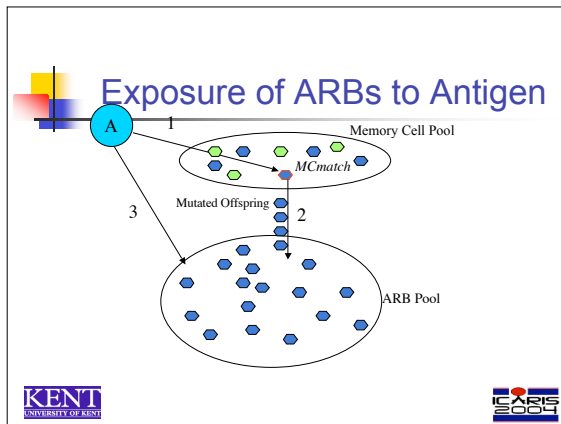 Exposure of ARBs to Antigen
A
1
Memory Cell Pool
MCmatch
Mutated Offspring
2
3
ARB Pool
KENT
UNIVERSITY OF KENT
ICARIS
2004